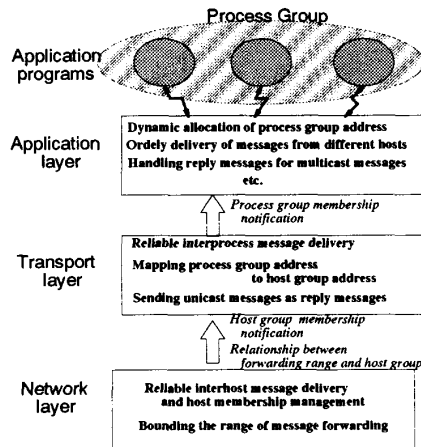 Process Group
Application
programs
Application
layer
Dynamic allocation of process group address
Ordely delivery of messages from different hosts
Handling reply messages for multicast messages
etc.
Process group membership
notification
Transport
layer
Reliable interprocess message delivery
Mapping process group address
to host group address
Sending unicast messages as reply messages
Host group membership
notification
Relationship between
forwarding range and host group
Network
layer
Reliable interhost message delivery
and host membership management
Bounding the range of message forwarding